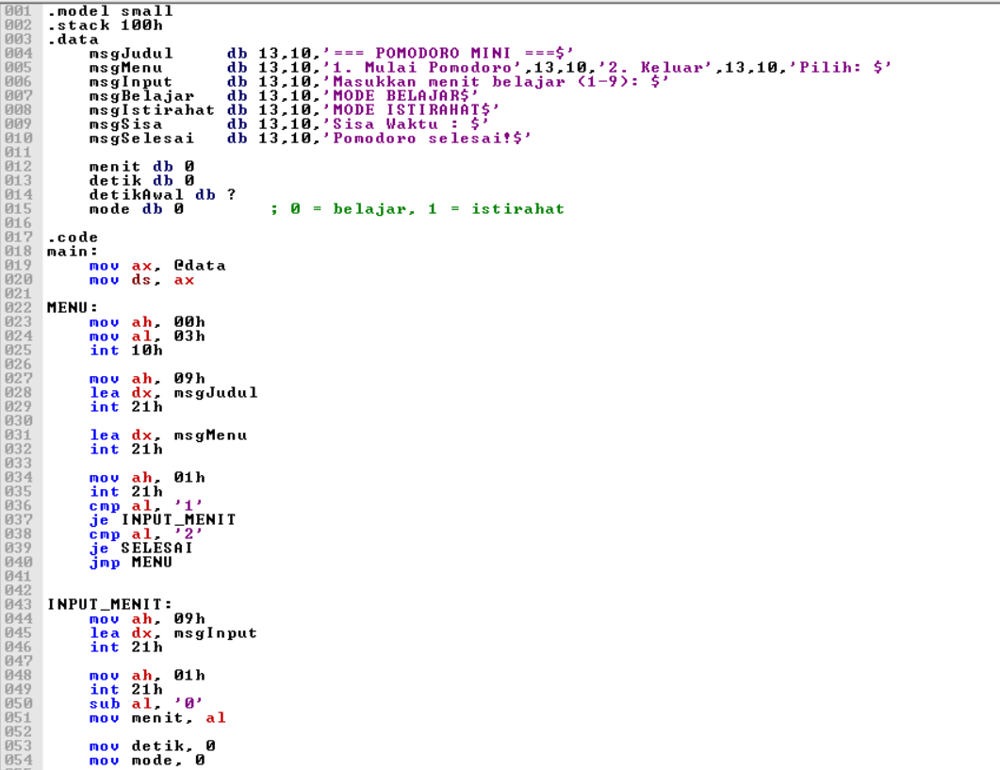 001 .model small
002 .stack 100h
003 .data
004 msgJudul db 13,10,'=== POMODORO MINI ===$'
005 msgMenu db 13,10,'1. Mulai Pomodoro',13,10,'2. Keluar',13,10,'Pilih: $'
006 msgInput db 13,10,'Masukkan menit belajar (1-9): $'
007 msgBelajar db 13,10,'MODE BELAJAR$'
008 msgIstirahat db 13,10,'MODE ISTIRAHAT$'
009 msgSisa db 13,10,'Sisa Waktu : $'
010 msgSelesai db 13,10,'Pomodoro selesai!$'
011
012 menit db 0
013 detik db 0
014 detikAwal db ?
015 mode db 0 ; 0 = belajar, 1 = istirahat
016
017 .code
018 main:
019 mov ax, @data
020 mov ds, ax
021
022 MENU:
023 mov ah, 00h
024 mov al, 03h
025 int 10h
026
027 mov ah, 09h
028 lea dx, msgJudul
029 int 21h
030
031 lea dx, msgMenu
032 int 21h
033
034 mov ah, 01h
035 int 21h
036 cmp al, '1'
037 je INPUT_MENIT
038 cmp al, '2'
039 je SELESAI
040 jmp MENU
041
042
043 INPUT_MENIT:
044 mov ah, 09h
045 lea dx, msgInput
046 int 21h
047
048 mov ah, 01h
049 int 21h
050 sub al, '0'
051 mov menit, al
052
053 mov detik, 0
054 mov mode, 0